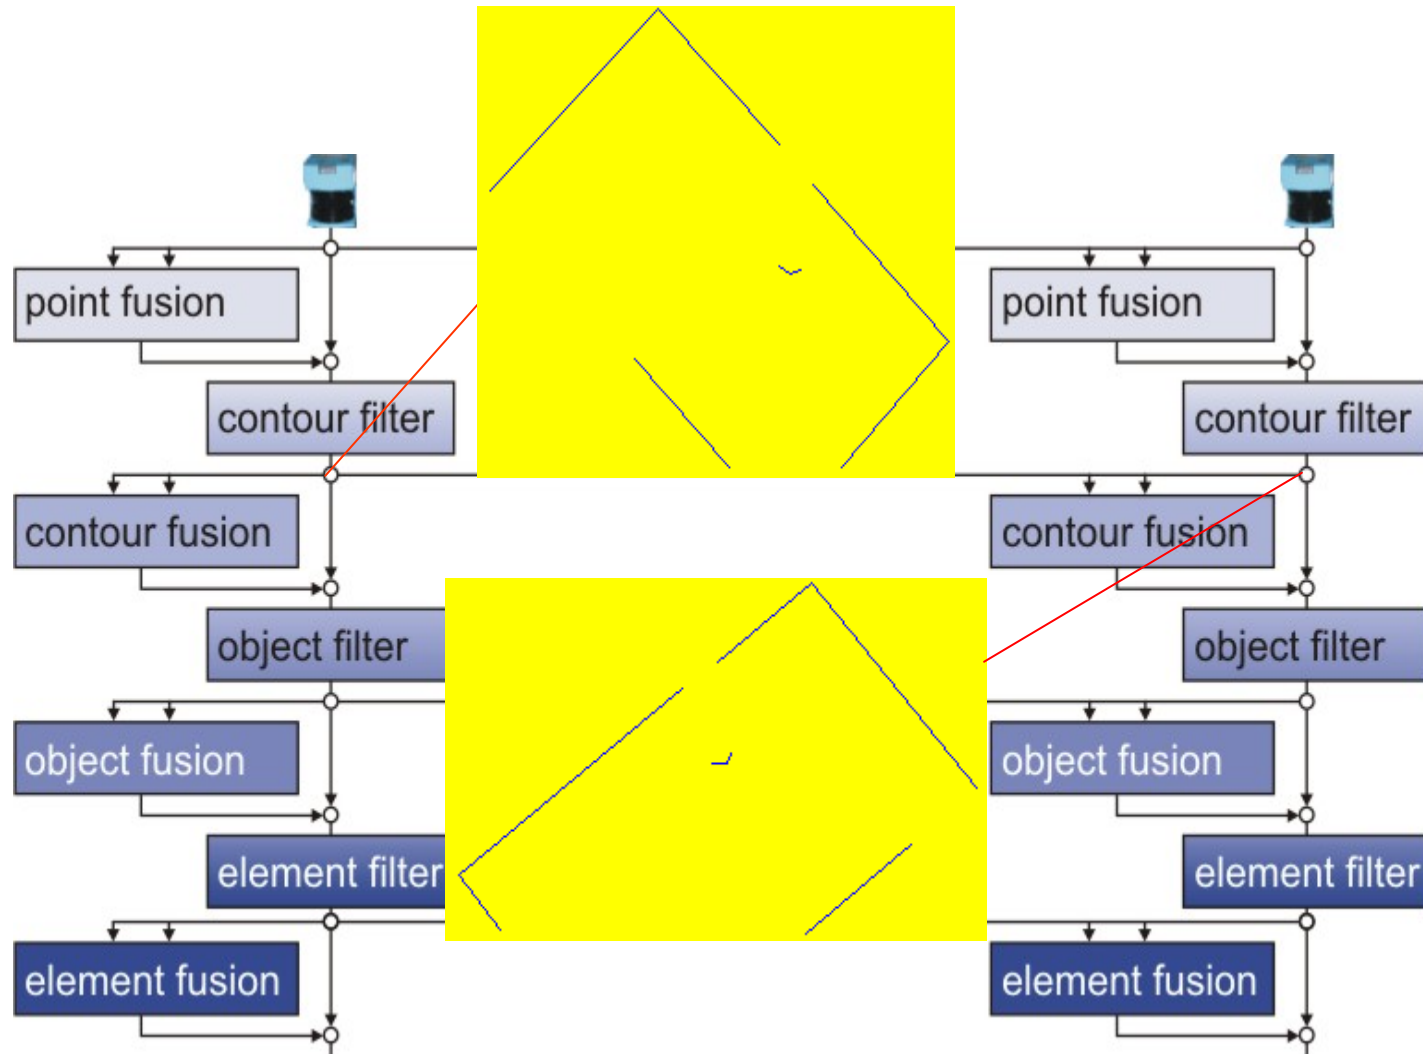 point fusion
contour filter
contour fusion
object filter
object fusion
element filter
element fusion
point fusion
contour filter
contour fusion
object filter
object fusion
element filter
element fusion